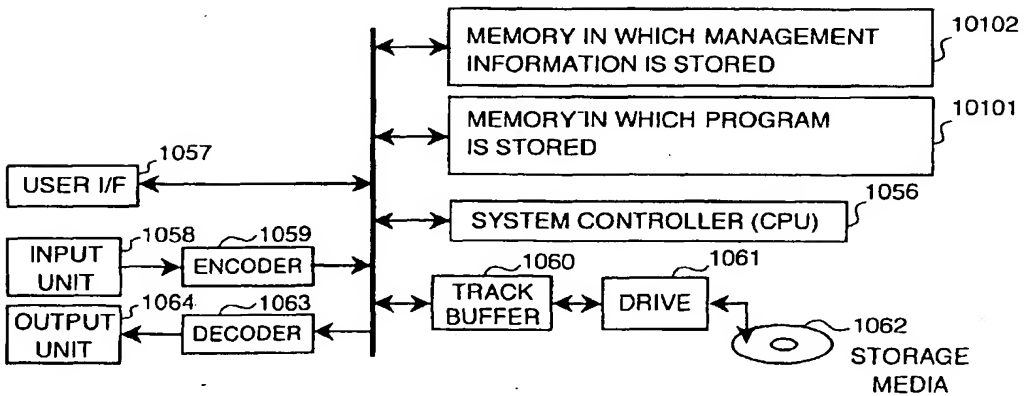 MEMORY IN WHICH MANAGEMENT
INFORMATION IS STORED
10102
MEMORY IN WHICH PROGRAM
IS STORED
10101
1057
USER I/F
1056
SYSTEM CONTROLLER (CPU)
1058
INPUT
UNIT
1059
ENCODER
1060
TRACK
BUFFER
1061
DRIVE
1064
OUTPUT
UNIT
1063
DECODER
1062
STORAGE
MEDIA